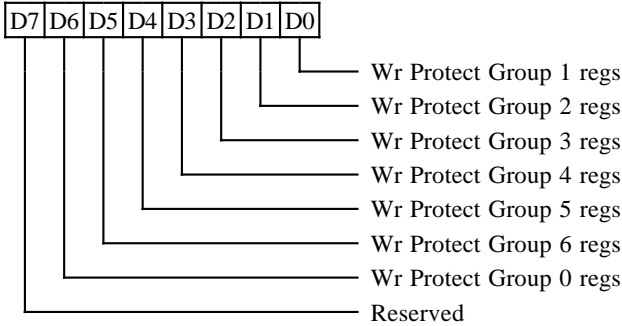 D7 D6 D5 D4 D3 D2 D1 D0
Wr Protect Group 1 regs
Wr Protect Group 2 regs
Wr Protect Group 3 regs
Wr Protect Group 4 regs
Wr Protect Group 5 regs
Wr Protect Group 6 regs
Wr Protect Group 0 regs
Reserved